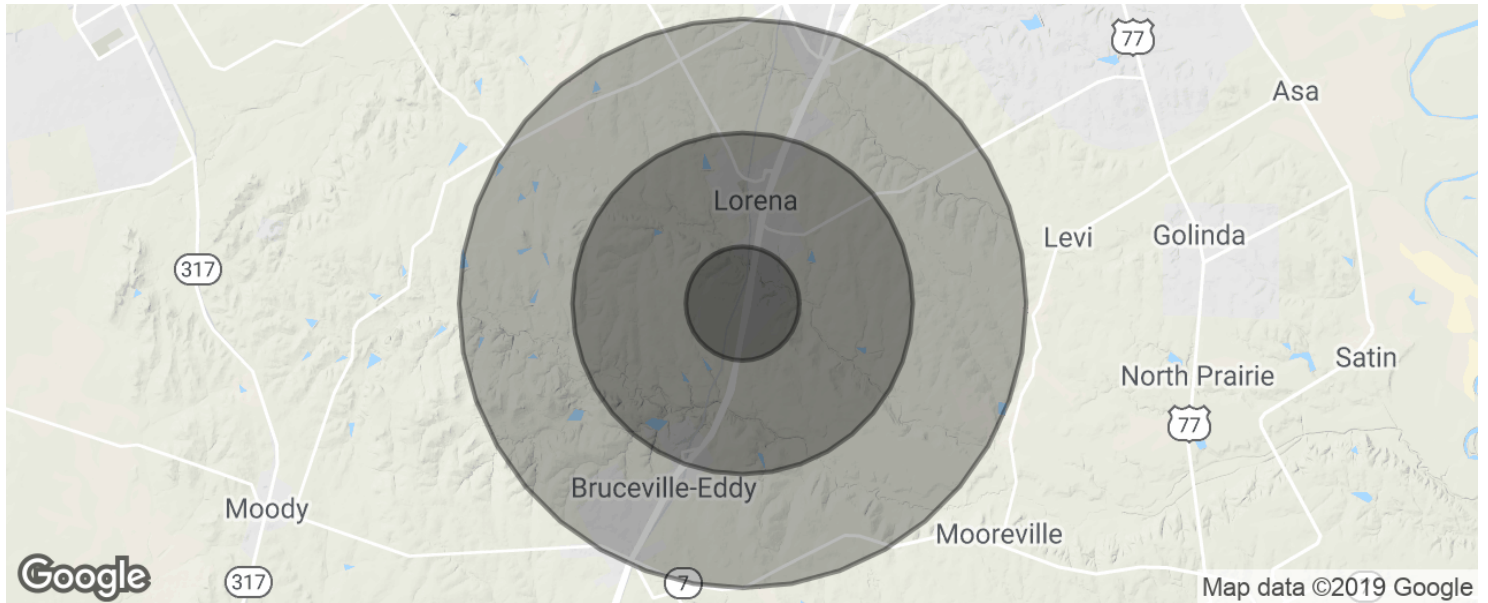 77
Asa
Lorena
Levi
Golinda
317
Satin
North Prairie
77
Bruceville-Eddy
Moody
Mooreville
Google
317
7
Map data ©2019 Google